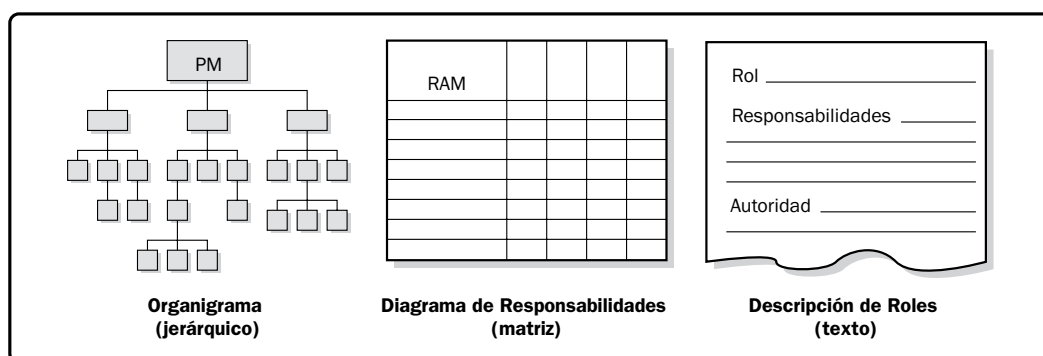 PM
RAM
Rol
Responsabilidades
Autoridad
Organigrama
(jerárquico)
Diagrama de Responsabilidades
(matriz)
Descripción de Roles
(texto)